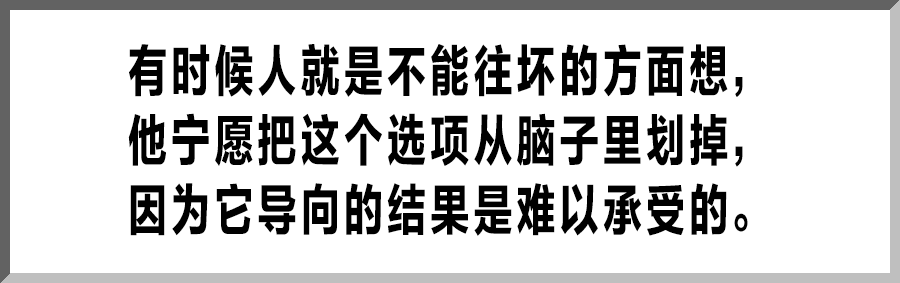 有时候人就是不能往坏的方面想，
他宁愿把这个选项从脑子里划掉，
因为它导向的结果是难以承受的。